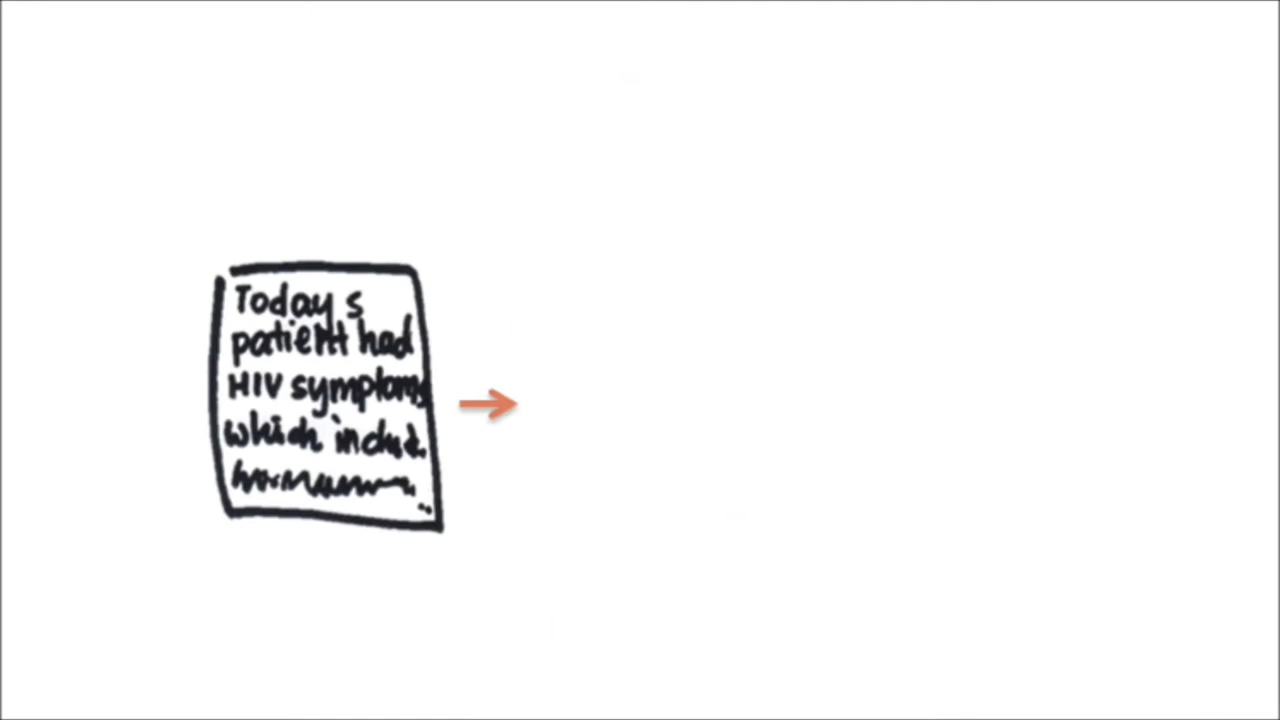 Today s
patient had
HIV symptoms
which includ.